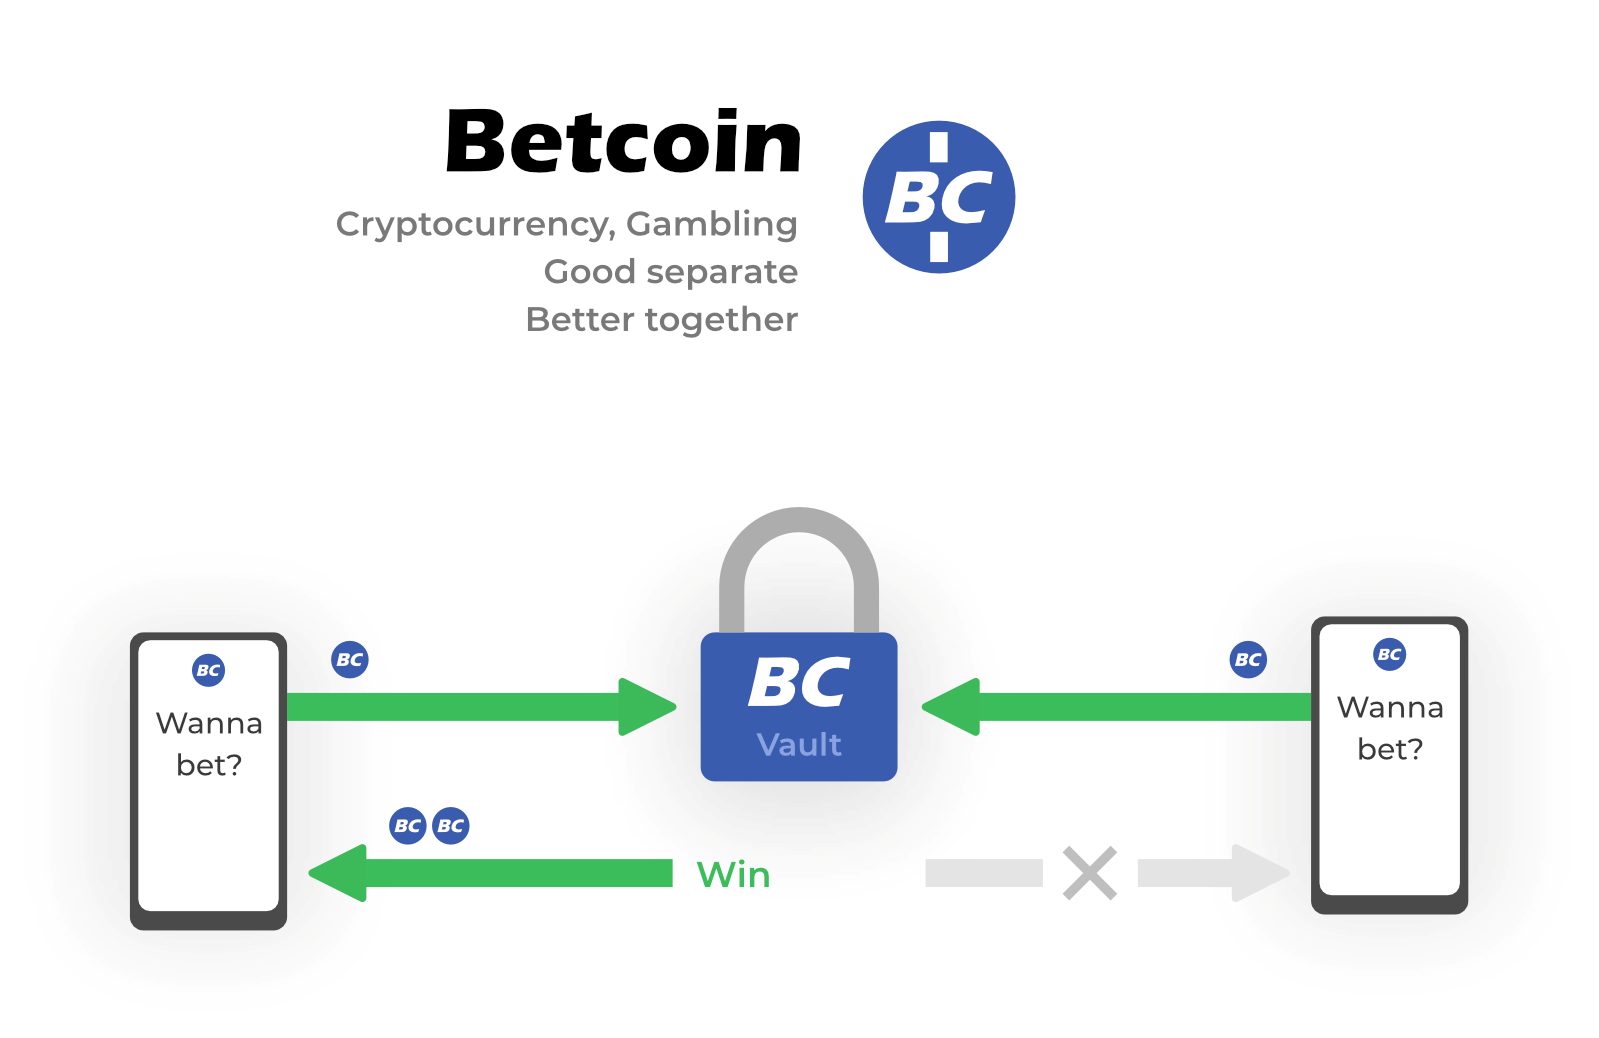 Betcoin
BC
Cryptocurrency, Gambling
Good separate
Better together
BC
Wanna
bet?
BC
BC
Vault
BC
BC
Wanna
bet?
BC BC
Win